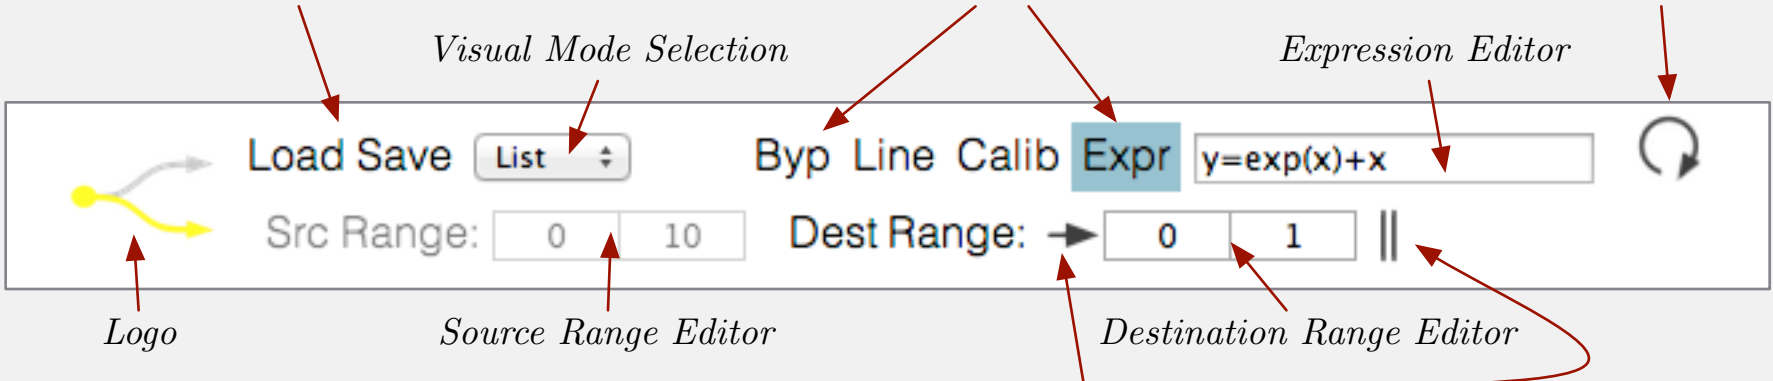 Visual Mode Selection Expression Editor
Load Save List Byp Line Calib Expr y=exp(x)+x
Src Range: 0 10 Dest Range: 0 1
Logo Source Range Editor Destination Range Editor